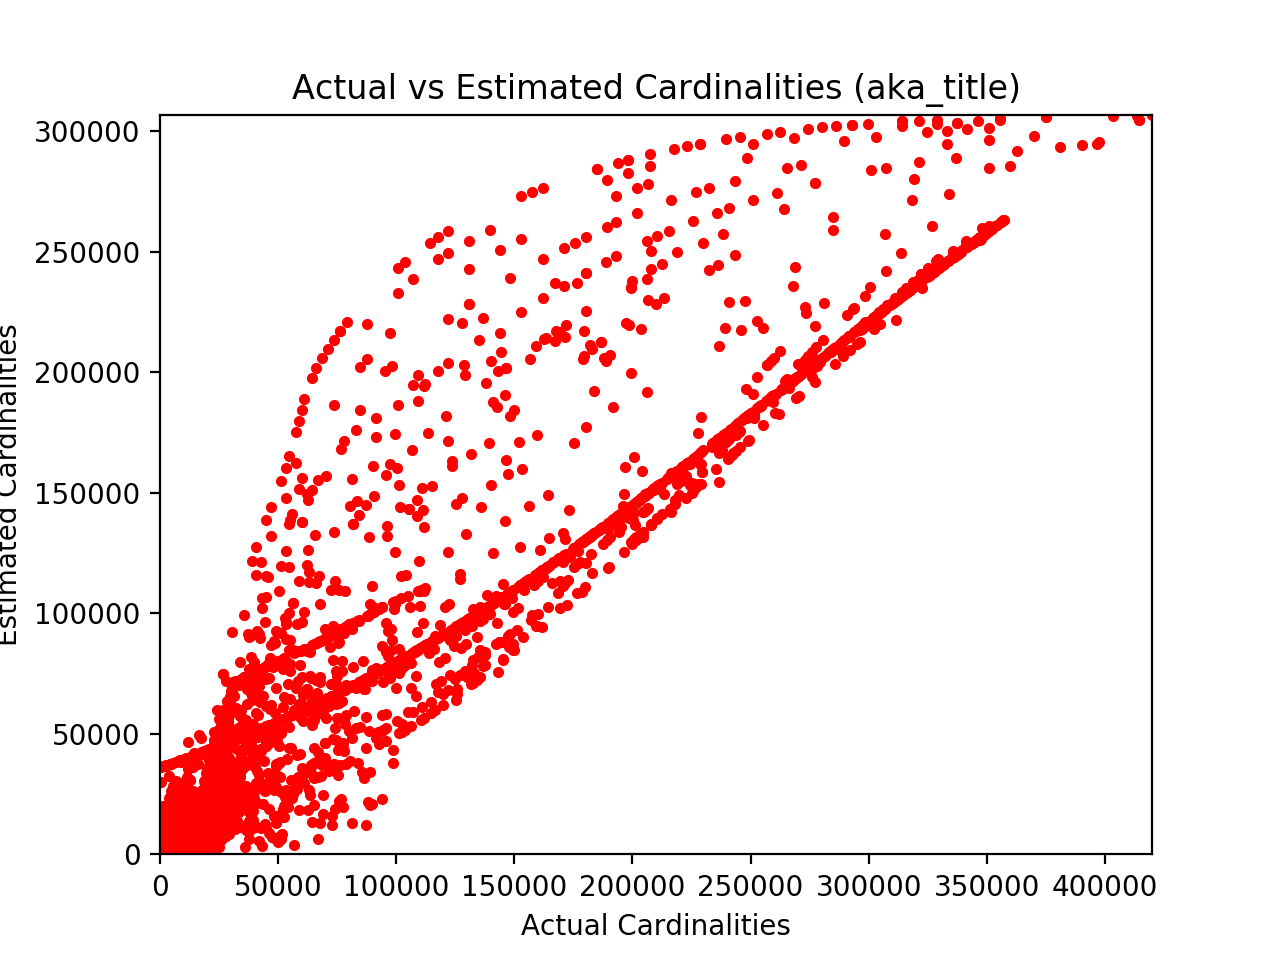 Actual vs Estimated Cardinalities (aka_title)
300000
250000
200000
150000
100000
50000
0
Estimated Cardinalities
0 50000 100000 150000 200000 250000 300000 350000 400000
Actual Cardinalities